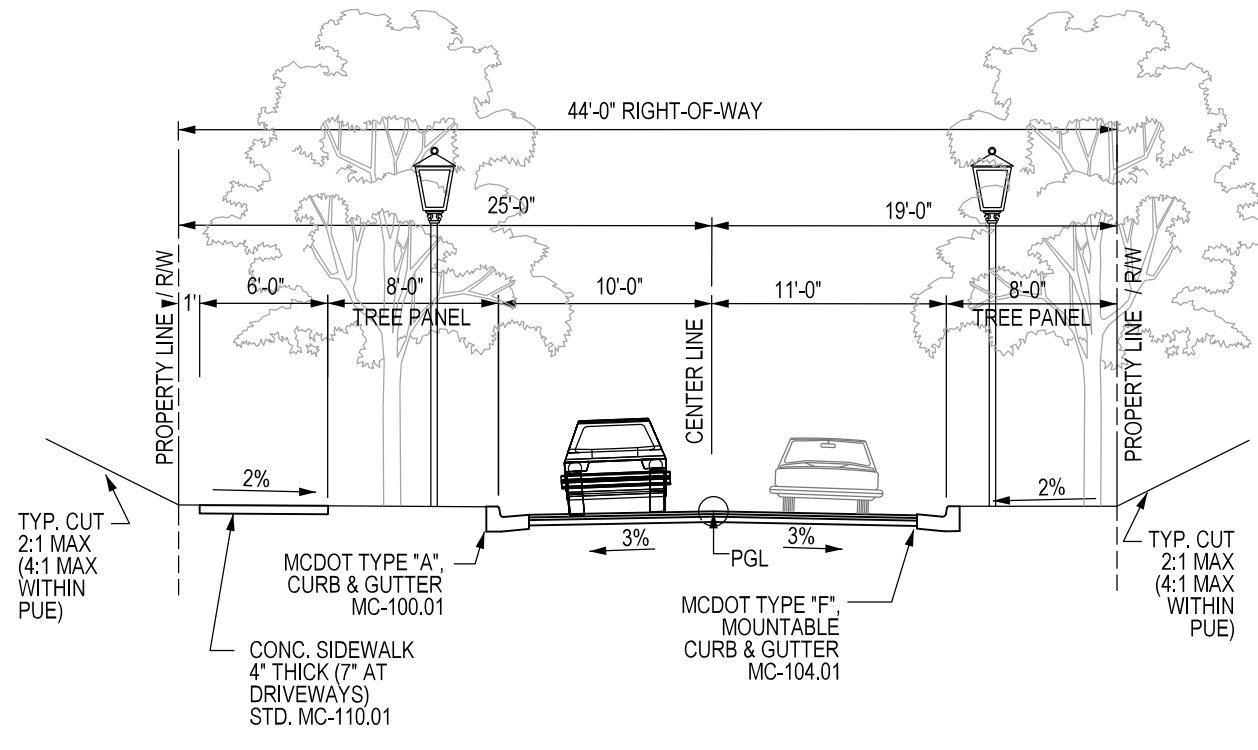 44'-0" RIGHT-OF-WAY
25'-0"
19'-0"
1'
6'-0"
8'-0"
TREE PANEL
10'-0"
11'-0"
8'-0"
TREE PANEL
PROPERTY LINE / R/W
CENTER LINE
PROPERTY LINE / R/W
2%
2%
3%
3%
PGL
TYP. CUT
2:1 MAX
(4:1 MAX
WITHIN
PUE)
MCDOT TYPE "A",
CURB & GUTTER
MC-100.01
CONC. SIDEWALK
4" THICK (7" AT
DRIVEWAYS)
STD. MC-110.01
MCDOT TYPE "F",
MOUNTABLE
CURB & GUTTER
MC-104.01
TYP. CUT
2:1 MAX
(4:1 MAX
WITHIN
PUE)